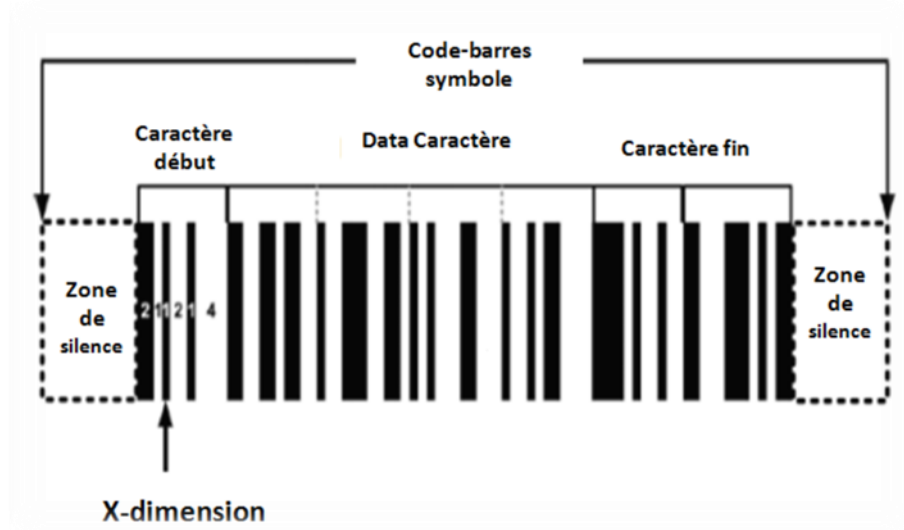 Code-barres
symbole
Caractère
début
Data Caractère
Caractère fin
Zone
de
silence
2 1 1 2 1 4
Zone
de
silence
X-dimension